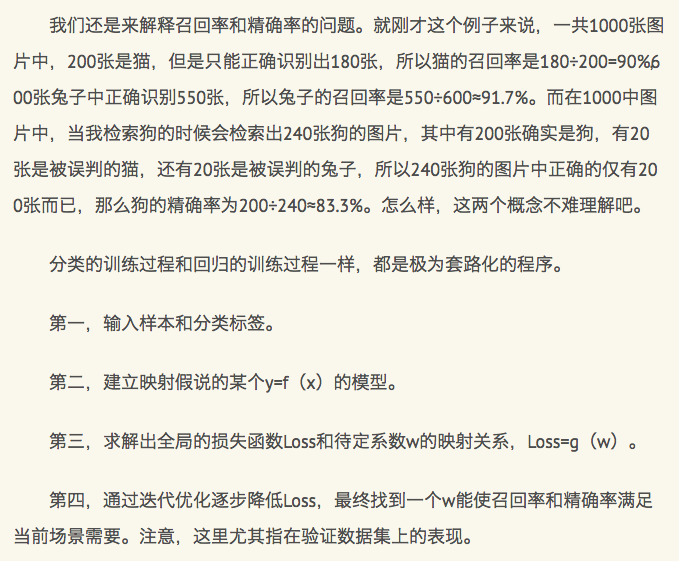 我们还是来解释召回率和精确率的问题。就刚才这个例子来说，一共1000张图
片中，200张是猫，但是只能正确识别出180张，所以猫的召回率是180÷200=90%，6
00张兔子中正确识别550张，所以兔子的召回率是550÷600≈91.7%。而在1000中图
片中，当我检索狗的时候会检索出240张狗的图片，其中有200张确实是狗，有20
张是被误判的猫，还有20张是被误判的兔子，所以240张狗的图片中正确的仅有20
0张而已，那么狗的精确率为200÷240≈83.3%。怎么样，这两个概念不难理解吧。
分类的训练过程和回归的训练过程一样，都是极为套路化的程序。
第一，输入样本和分类标签。
第二，建立映射假说的某个y=f（x）的模型。
第三，求解出全局的损失函数Loss和待定系数w的映射关系，Loss=g（w）。
第四，通过迭代优化逐步降低Loss，最终找到一个w能使召回率和精确率满足
当前场景需要。注意，这里尤其指在验证数据集上的表现。